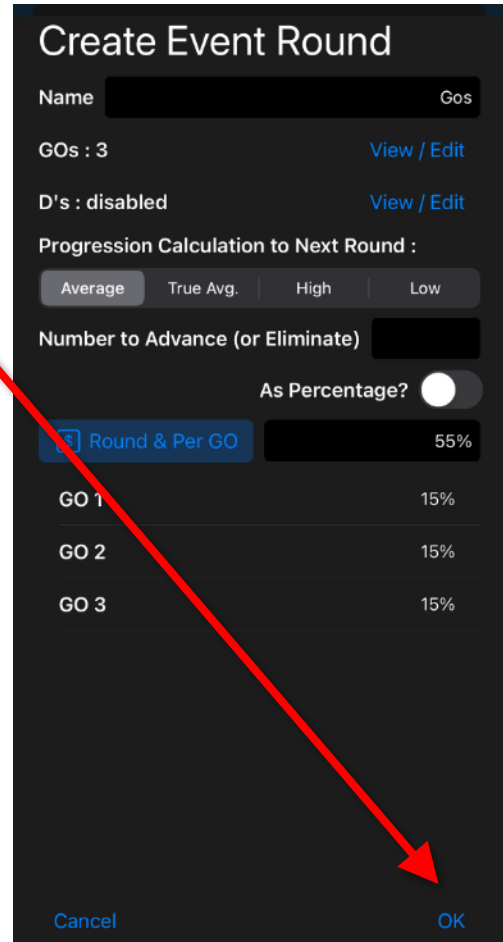 Create Event Round
Name Gos
GOs : 3 View / Edit
D's : disabled View / Edit
Progression Calculation to Next Round :
Average True Avg. High Low
Number to Advance (or Eliminate)
As Percentage?
$ Round & Per GO 55%
GO 1 15%
GO 2 15%
GO 3 15%
Cancel OK